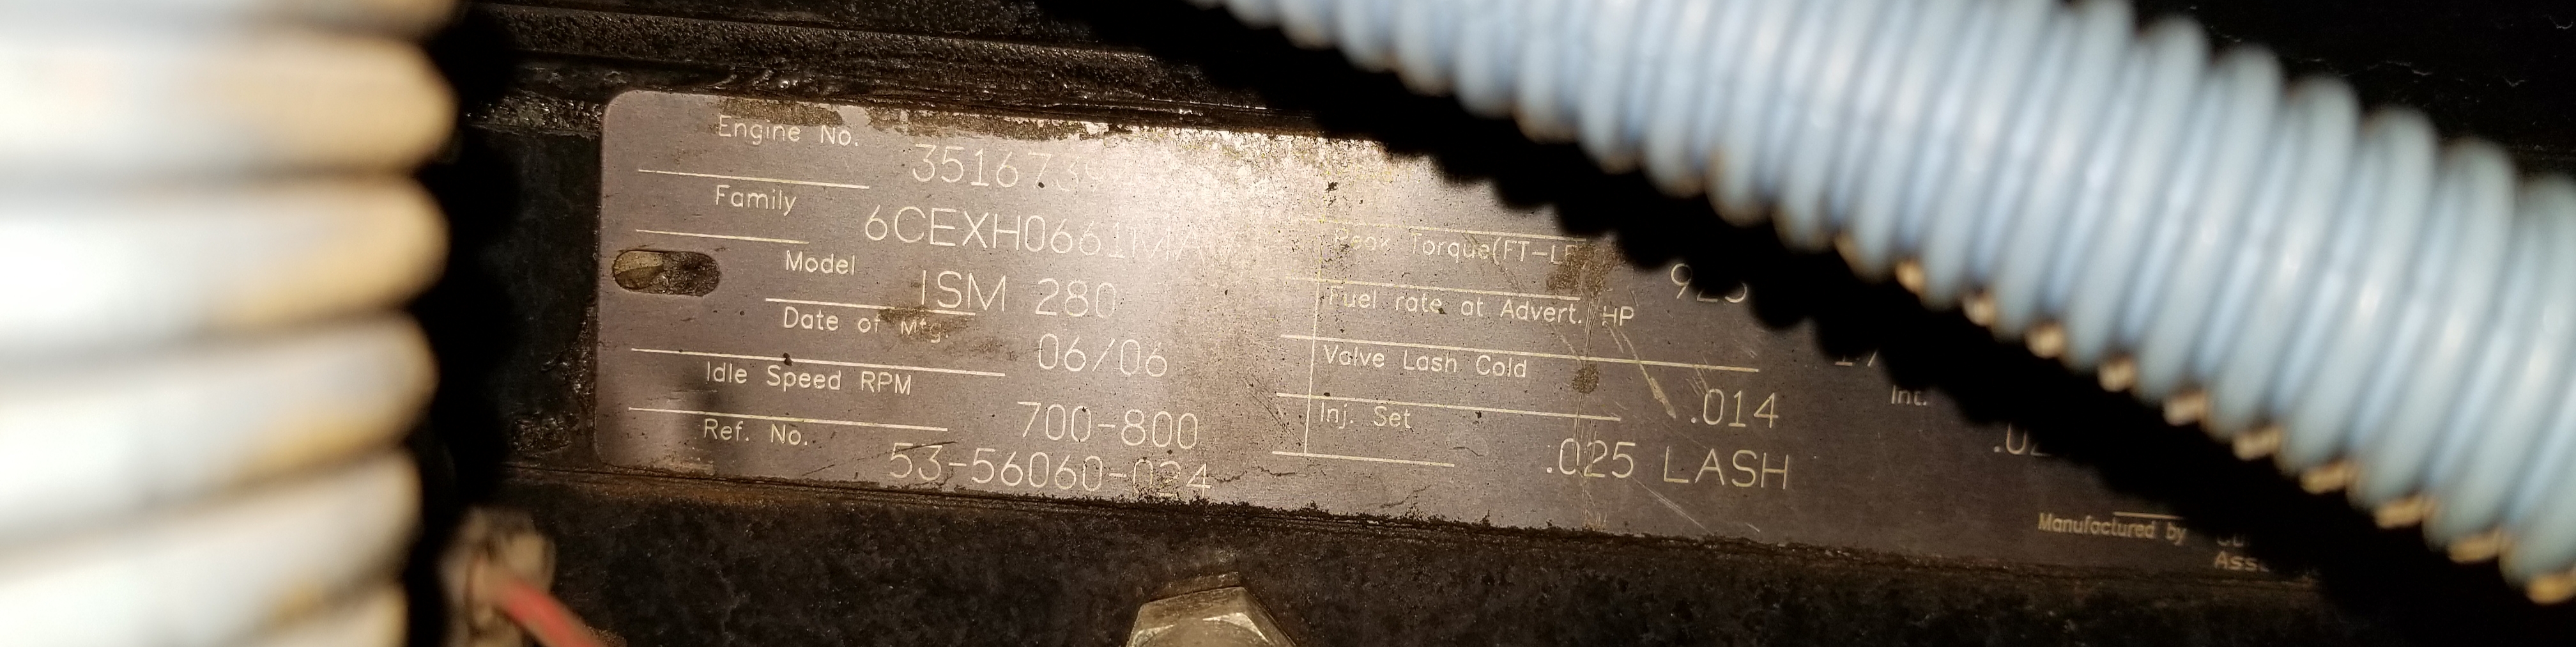 Engine No.
Family
6CEXH0661MA
Model
ISM 280
Date of Mfg.
06/06
Idle Speed RPM
700-800
Ref. No.
53-56060-024
Peak Torque(FT-L
Fuel rate at Advert. HP
Valve Lash Cold
.014
Int.
Inj. Set
.025 LASH
Manufactured by